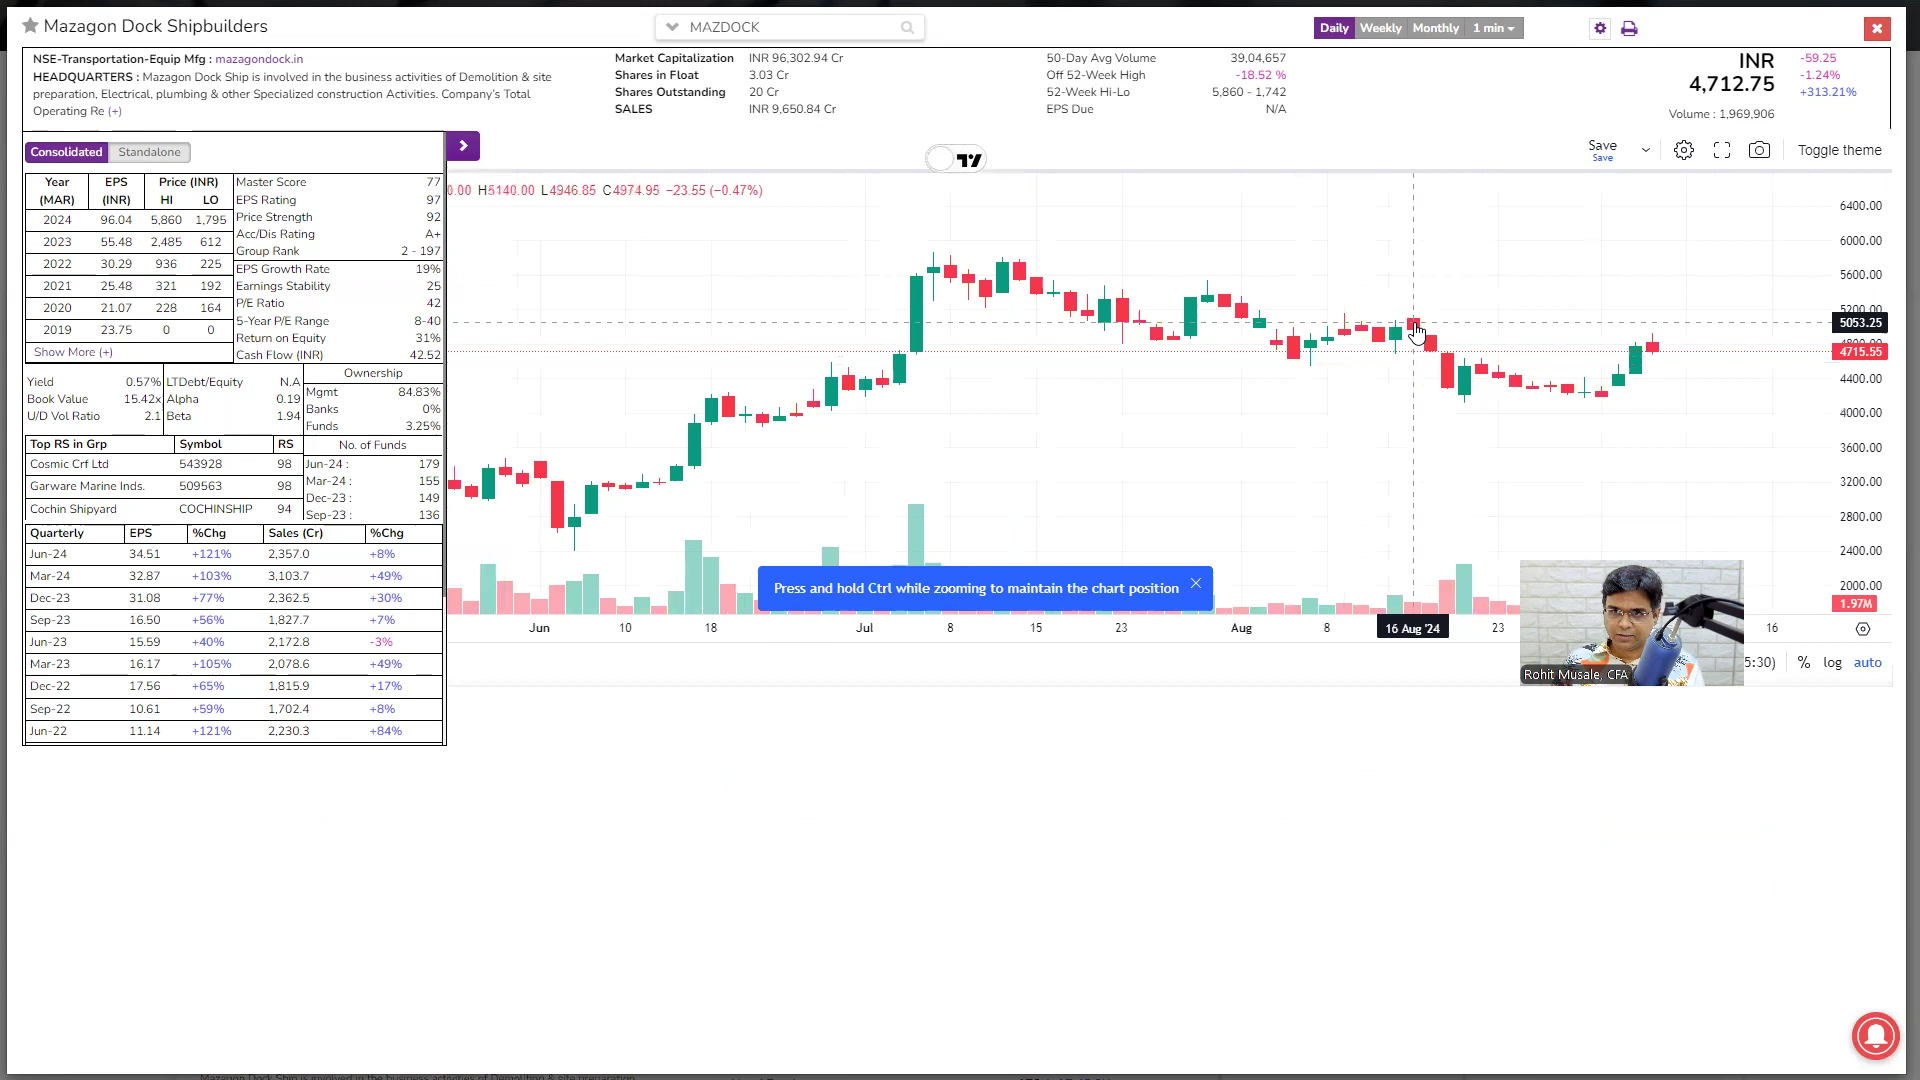 Mazagon Dock Shipbuilders
MAZDOCK
Daily Weekly Monthly 1 min
NSE-Transportation-Equip Mfg : mazagondock.in
HEADQUARTERS : Mazagon Dock Ship is involved in the business activities of Demolition & site
preparation, Electrical, plumbing & other Specialized construction Activities. Company's Total
Operating Re (+)
Market Capitalization INR 96,302.94 Cr
Shares in Float 3.03 Cr
Shares Outstanding 20 Cr
SALES INR 9,650.84 Cr
50-Day Avg Volume 39,04,657
Off 52-Week High -18.52 %
52-Week Hi-Lo 5,860 - 1,742
EPS Due N/A
INR -59.25
4,712.75 -1.24%
+313.21%
Volume : 1,969,906
Consolidated Standalone
Save
Save
Toggle theme
Year EPS Price (INR)
(MAR) (INR) HI LO
2024 96.04 5,860 1,795
2023 55.48 2,485 612
2022 30.29 936 225
2021 25.48 321 192
2020 21.07 228 164
2019 23.75 0 0
Show More (+)
Master Score 77
EPS Rating 97
Price Strength 92
Acc/Dis Rating A+
Group Rank 2 - 197
EPS Growth Rate 19%
Earnings Stability 25
P/E Ratio 42
5-Year P/E Range 8-40
Return on Equity 31%
Cash Flow (INR) 42.52
Yield 0.57%
Book Value 15.42x
U/D Vol Ratio 2.1
LTDebt/Equity N.A
Alpha 0.19
Beta 1.94
Ownership
Mgmt 84.83%
Banks 0%
Funds 3.25%
Top RS in Grp Symbol RS
Cosmic Crf Ltd 543928 98
Garware Marine Inds. 509563 98
Cochin Shipyard COCHINSHIP 94
No. of Funds
Jun-24 : 179
Mar-24 : 155
Dec-23 : 149
Sep-23 : 136
Quarterly EPS %Chg Sales (Cr) %Chg
Jun-24 34.51 +121% 2,357.0 +8%
Mar-24 32.87 +103% 3,103.7 +49%
Dec-23 31.08 +77% 2,362.5 +30%
Sep-23 16.50 +56% 1,827.7 +7%
Jun-23 15.59 +40% 2,172.8 -3%
Mar-23 16.17 +105% 2,078.6 +49%
Dec-22 17.56 +65% 1,815.9 +17%
Sep-22 10.61 +59% 1,702.4 +8%
Jun-22 11.14 +121% 2,230.3 +84%
0.00 H5140.00 L4946.85 C4974.95 −23.55 (−0.47%)
6400.00
6000.00
5600.00
5200.00
5053.25
4715.55
4400.00
4000.00
3600.00
3200.00
2800.00
2400.00
2000.00
1.97M
Press and hold Ctrl while zooming to maintain the chart position
Jun 10 18 Jul 8 15 23 Aug 8 16 Aug '24 23 16
5:30) % log auto
Rohit Musale, CFA